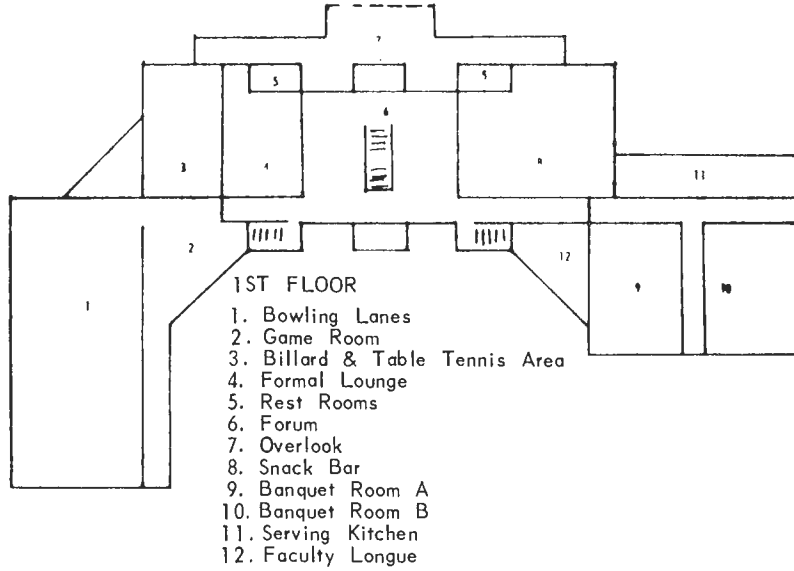 7
5
5
6
3
4
8
11
2
12
1
9
10
1ST FLOOR
1. Bowling Lanes
2. Game Room
3. Billard & Table Tennis Area
4. Formal Lounge
5. Rest Rooms
6. Forum
7. Overlook
8. Snack Bar
9. Banquet Room A
10. Banquet Room B
11. Serving Kitchen
12. Faculty Longue